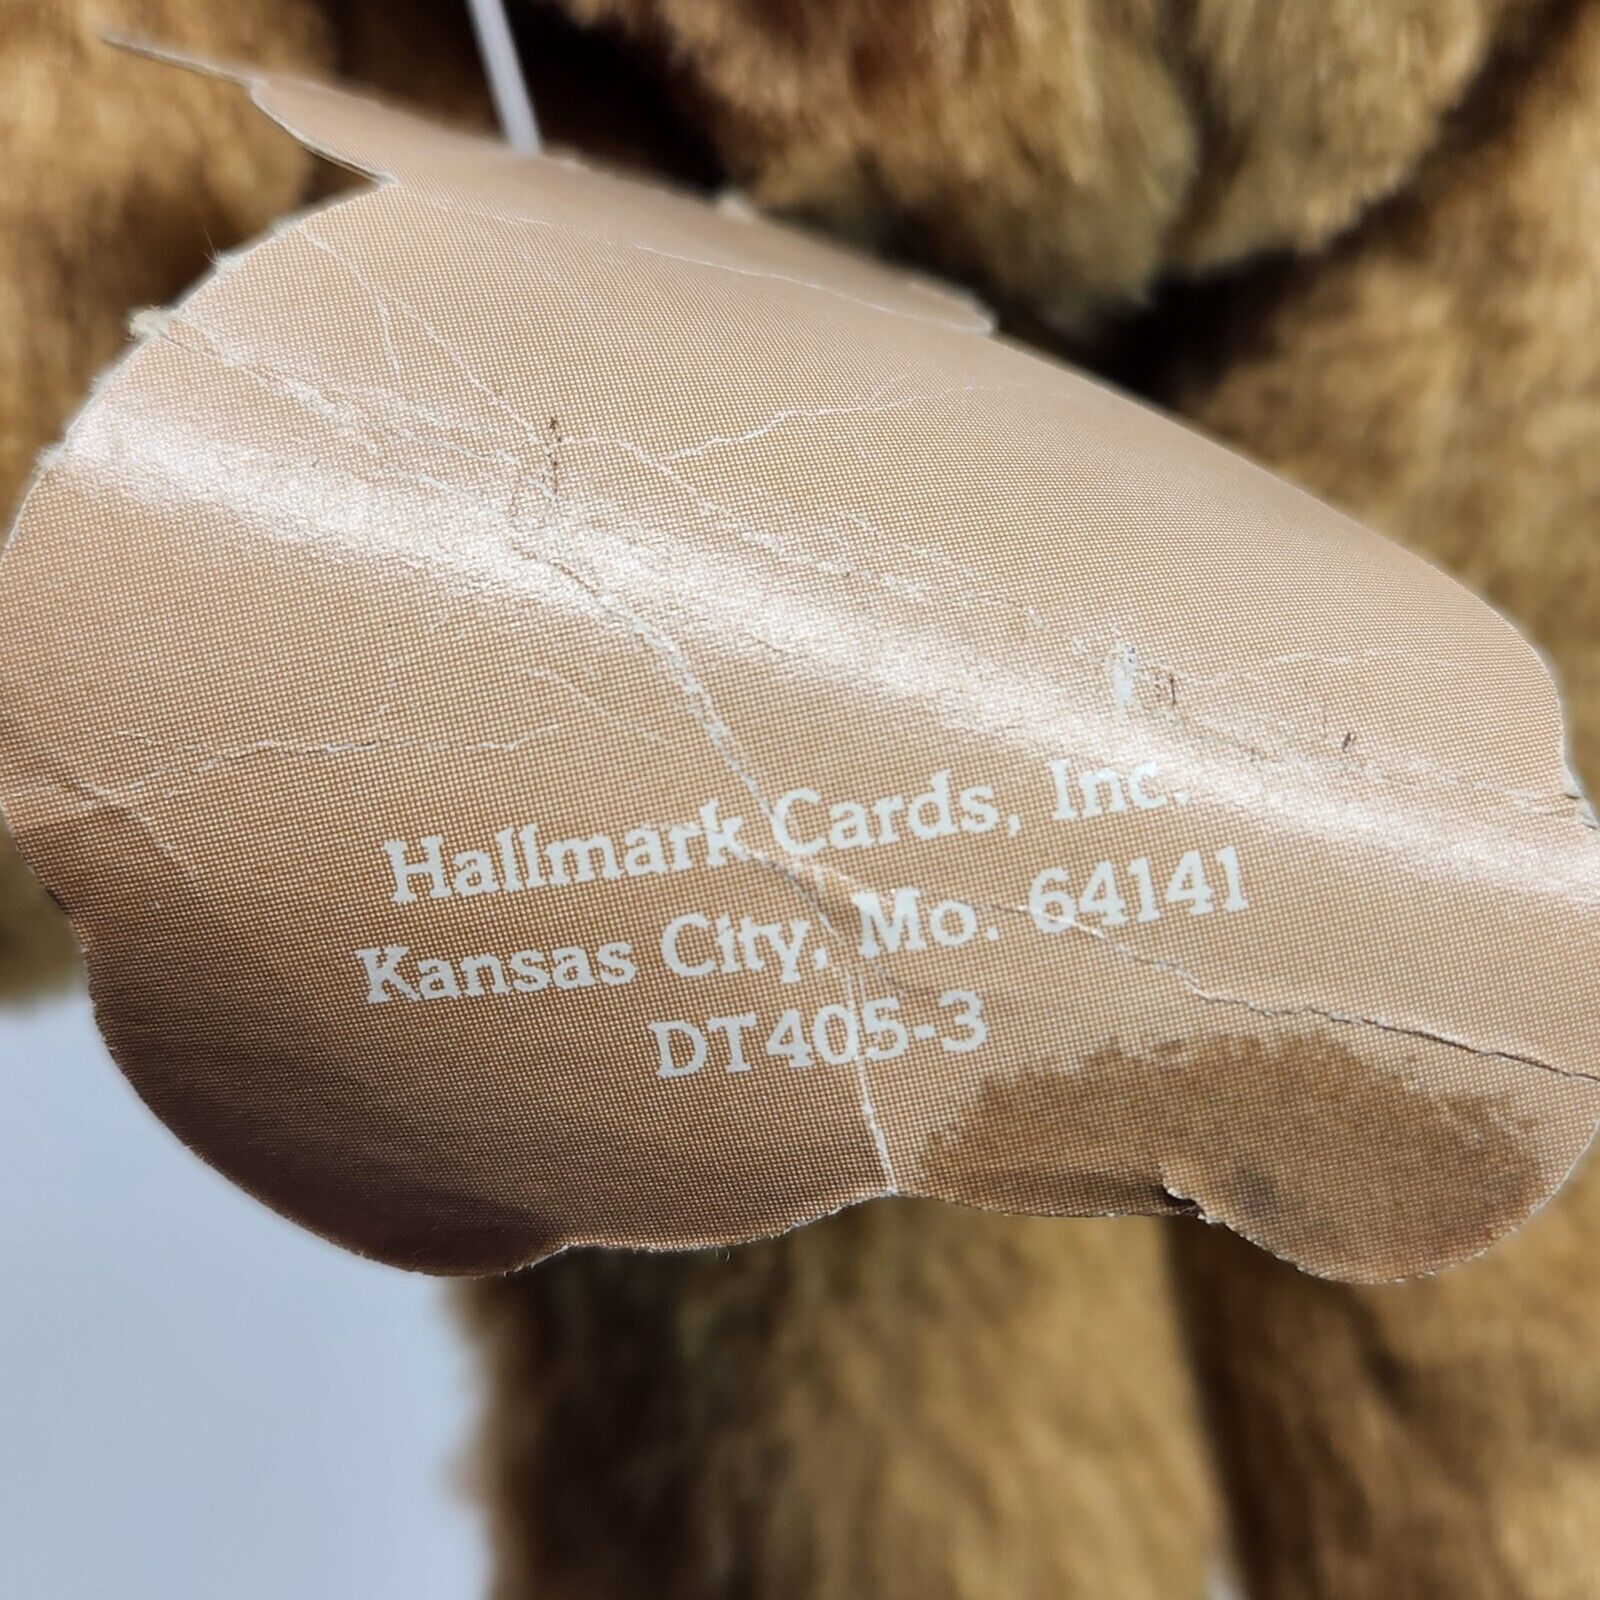 Hallmark Cards, Inc.
Kansas City, Mo. 64141
DT405-3